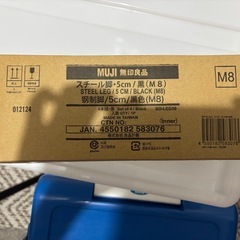 MUJI 無印良品
スチール脚・5cm/黒(M8)
STEEL LEG / 5 CM / BLACK (M8)
钢制脚/5cm/黑色(M8)
M8
012124
MADE IN TAIWAN
CTN NO:
JAN. 4550182 583076